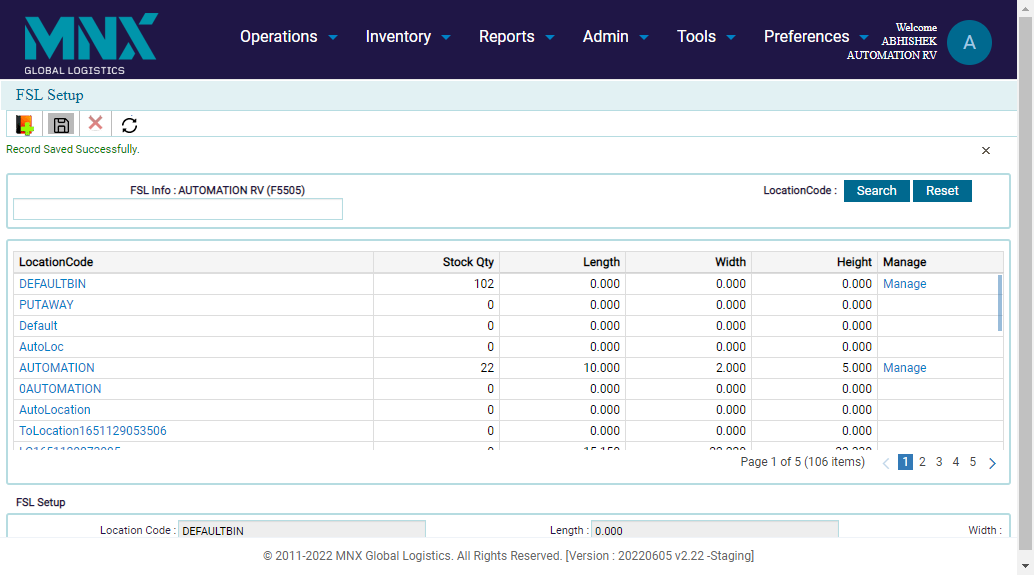 MNX
GLOBAL LOGISTICS
Operations Inventory Reports Admin Tools Preferences
Welcome
ABHISHEK
AUTOMATION RV
A
FSL Setup
Record Saved Successfully.
FSL Info : AUTOMATION RV (F5505) LocationCode : Search Reset
LocationCode Stock Qty Length Width Height Manage
DEFAULTBIN 102 0.000 0.000 0.000 Manage
PUTAWAY 0 0.000 0.000 0.000
Default 0 0.000 0.000 0.000
AutoLoc 0 0.000 0.000 0.000
AUTOMATION 22 10.000 2.000 5.000 Manage
0AUTOMATION 0 0.000 0.000 0.000
AutoLocation 0 0.000 0.000 0.000
ToLocation1651129053506 0 0.000 0.000 0.000
Page 1 of 5 (106 items) 1 2 3 4 5
FSL Setup
Location Code : DEFAULTBIN Length : 0.000 Width :
© 2011-2022 MNX Global Logistics. All Rights Reserved. [Version : 20220605 v2.22 -Staging]